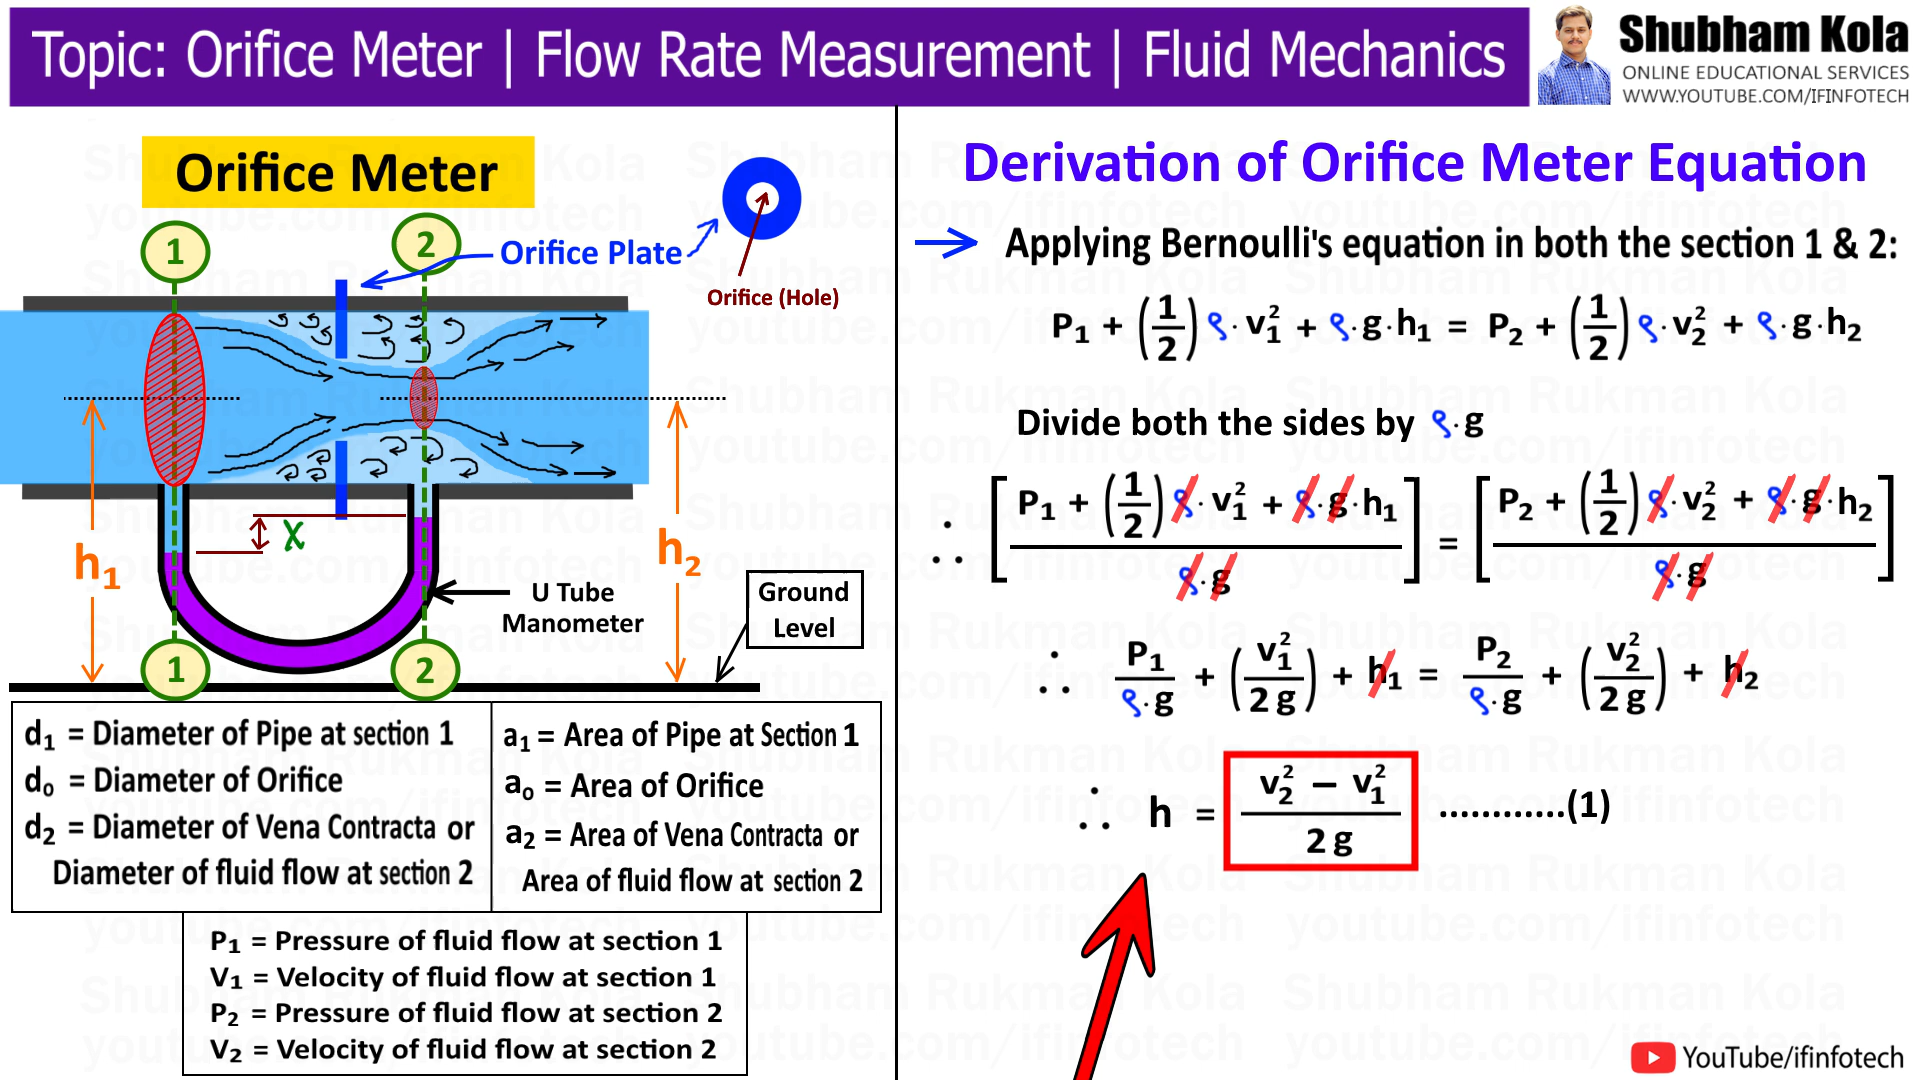 Topic: Orifice Meter | Flow Rate Measurement | Fluid Mechanics
Shubham Kola
ONLINE EDUCATIONAL SERVICES
WWW.YOUTUBE.COM/IFINFOTECH
Orifice Meter
1
2
Orifice Plate
Orifice (Hole)
x
h₁
h₂
U Tube
Manometer
Ground
Level
1
2
d₁ = Diameter of Pipe at section 1
d₀ = Diameter of Orifice
d₂ = Diameter of Vena Contracta or
Diameter of fluid flow at section 2
a₁ = Area of Pipe at Section 1
a₀ = Area of Orifice
a₂ = Area of Vena Contracta or
Area of fluid flow at section 2
P₁ = Pressure of fluid flow at section 1
V₁ = Velocity of fluid flow at section 1
P₂ = Pressure of fluid flow at section 2
V₂ = Velocity of fluid flow at section 2
Derivation of Orifice Meter Equation
Applying Bernoulli's equation in both the section 1 & 2:
P₁ + (1/2) ρ · v₁² + ρ · g · h₁ = P₂ + (1/2) ρ · v₂² + ρ · g · h₂
Divide both the sides by ρ · g
∴ [(P₁ + (1/2) ρ · v₁² + ρ · g · h₁) / (ρ · g)] = [(P₂ + (1/2) ρ · v₂² + ρ · g · h₂) / (ρ · g)]
∴ P₁/(ρ · g) + (v₁²/2 g) + h₁ = P₂/(ρ · g) + (v₂²/2 g) + h₂
∴ h = (v₂² − v₁²)/(2 g) ............(1)
YouTube/ifinfotech
Shubham Rukman Kola
youtube.com/ifinfotech